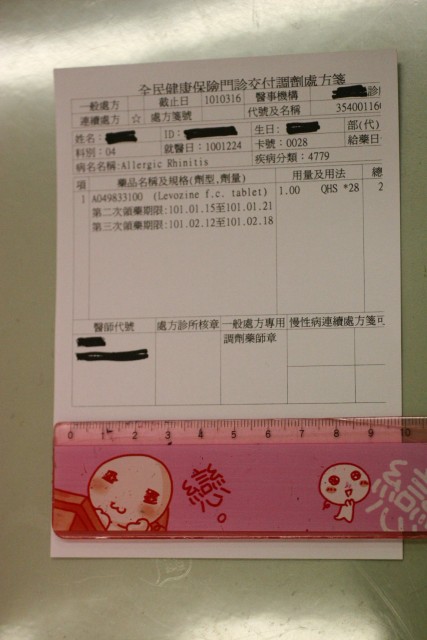 全民健康保險門診交付調劑處方箋
一般處方 截止日 1010316 醫事機構 診
連續處方 ☆ 處方箋號 代號及名稱 354001160
姓名: ID: 生日: 部(代)
科別:04 就醫日:1001224 卡號:0028 給藥日
病名名稱:Allergic Rhinitis 疾病分類:4779
項 藥品名稱及規格(劑型,劑量) 用量及用法 總
1 A049833100 (Levozine f.c. tablet) 1.00 QHS *28 2
第二次領藥期限:101.01.15至101.01.21
第三次領藥期限:101.02.12至101.02.18
醫師代號 處方診所核章 一般處方專用 慢性病連續處方箋可
調劑藥師章
0 1 2 3 4 5 6 7 8 9 10